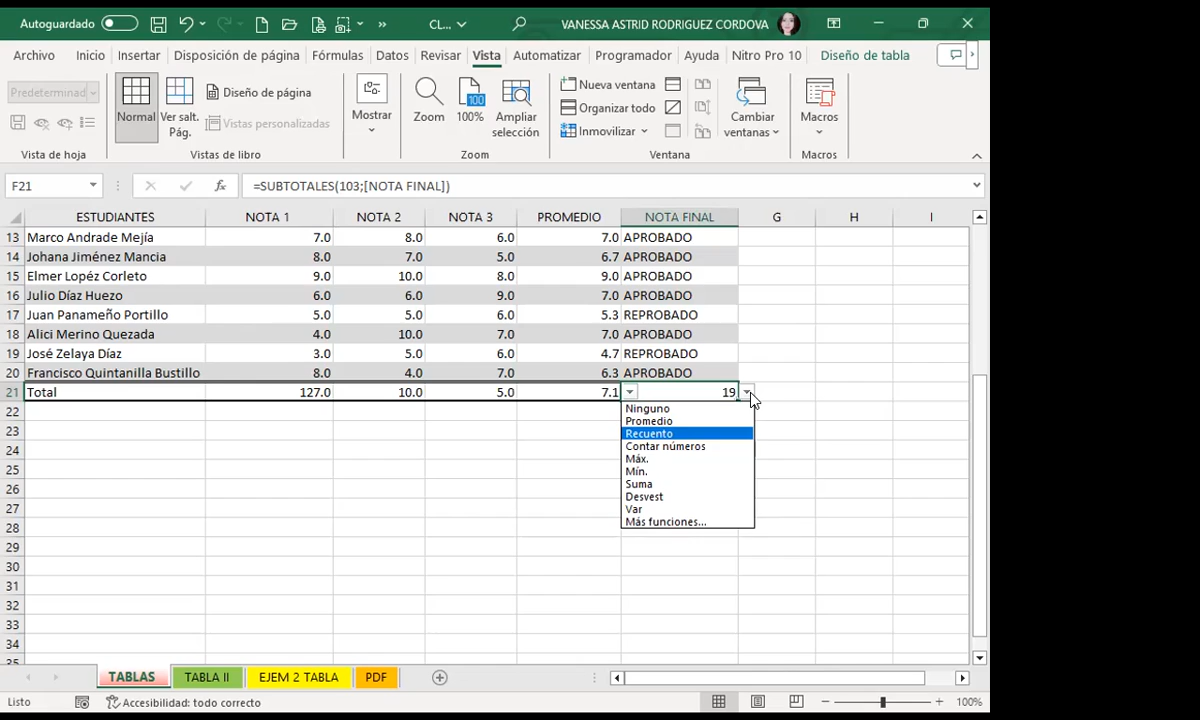 Autoguardado CL... VANESSA ASTRID RODRIGUEZ CORDOVA
Archivo Inicio Insertar Disposición de página Fórmulas Datos Revisar Vista Automatizar Programador Ayuda Nitro Pro 10 Diseño de tabla
Predeterminad
Normal
Ver salt. Pág.
Diseño de página
Vistas personalizadas
Mostrar
Zoom
100
100%
Ampliar selección
Nueva ventana
Organizar todo
Inmovilizar
Cambiar ventanas
Macros
Vista de hoja Vistas de libro Zoom Ventana Macros
F21 fx =SUBTOTALES(103;[NOTA FINAL])
ESTUDIANTES NOTA 1 NOTA 2 NOTA 3 PROMEDIO NOTA FINAL G H I
13 Marco Andrade Mejía 7.0 8.0 6.0 7.0 APROBADO
14 Johana Jiménez Mancia 8.0 7.0 5.0 6.7 APROBADO
15 Elmer Lopéz Corleto 9.0 10.0 8.0 9.0 APROBADO
16 Julio Díaz Huezo 6.0 6.0 9.0 7.0 APROBADO
17 Juan Panameño Portillo 5.0 5.0 6.0 5.3 REPROBADO
18 Alici Merino Quezada 4.0 10.0 7.0 7.0 APROBADO
19 José Zelaya Díaz 3.0 5.0 6.0 4.7 REPROBADO
20 Francisco Quintanilla Bustillo 8.0 4.0 7.0 6.3 APROBADO
21 Total 127.0 10.0 5.0 7.1 19
Ninguno
Promedio
Recuento
Contar números
Máx.
Mín.
Suma
Desvest
Var
Más funciones...
22
23
24
25
26
27
28
29
30
31
32
33
34
35
TABLAS TABLA II EJEM 2 TABLA PDF
Listo Accesibilidad: todo correcto 100%